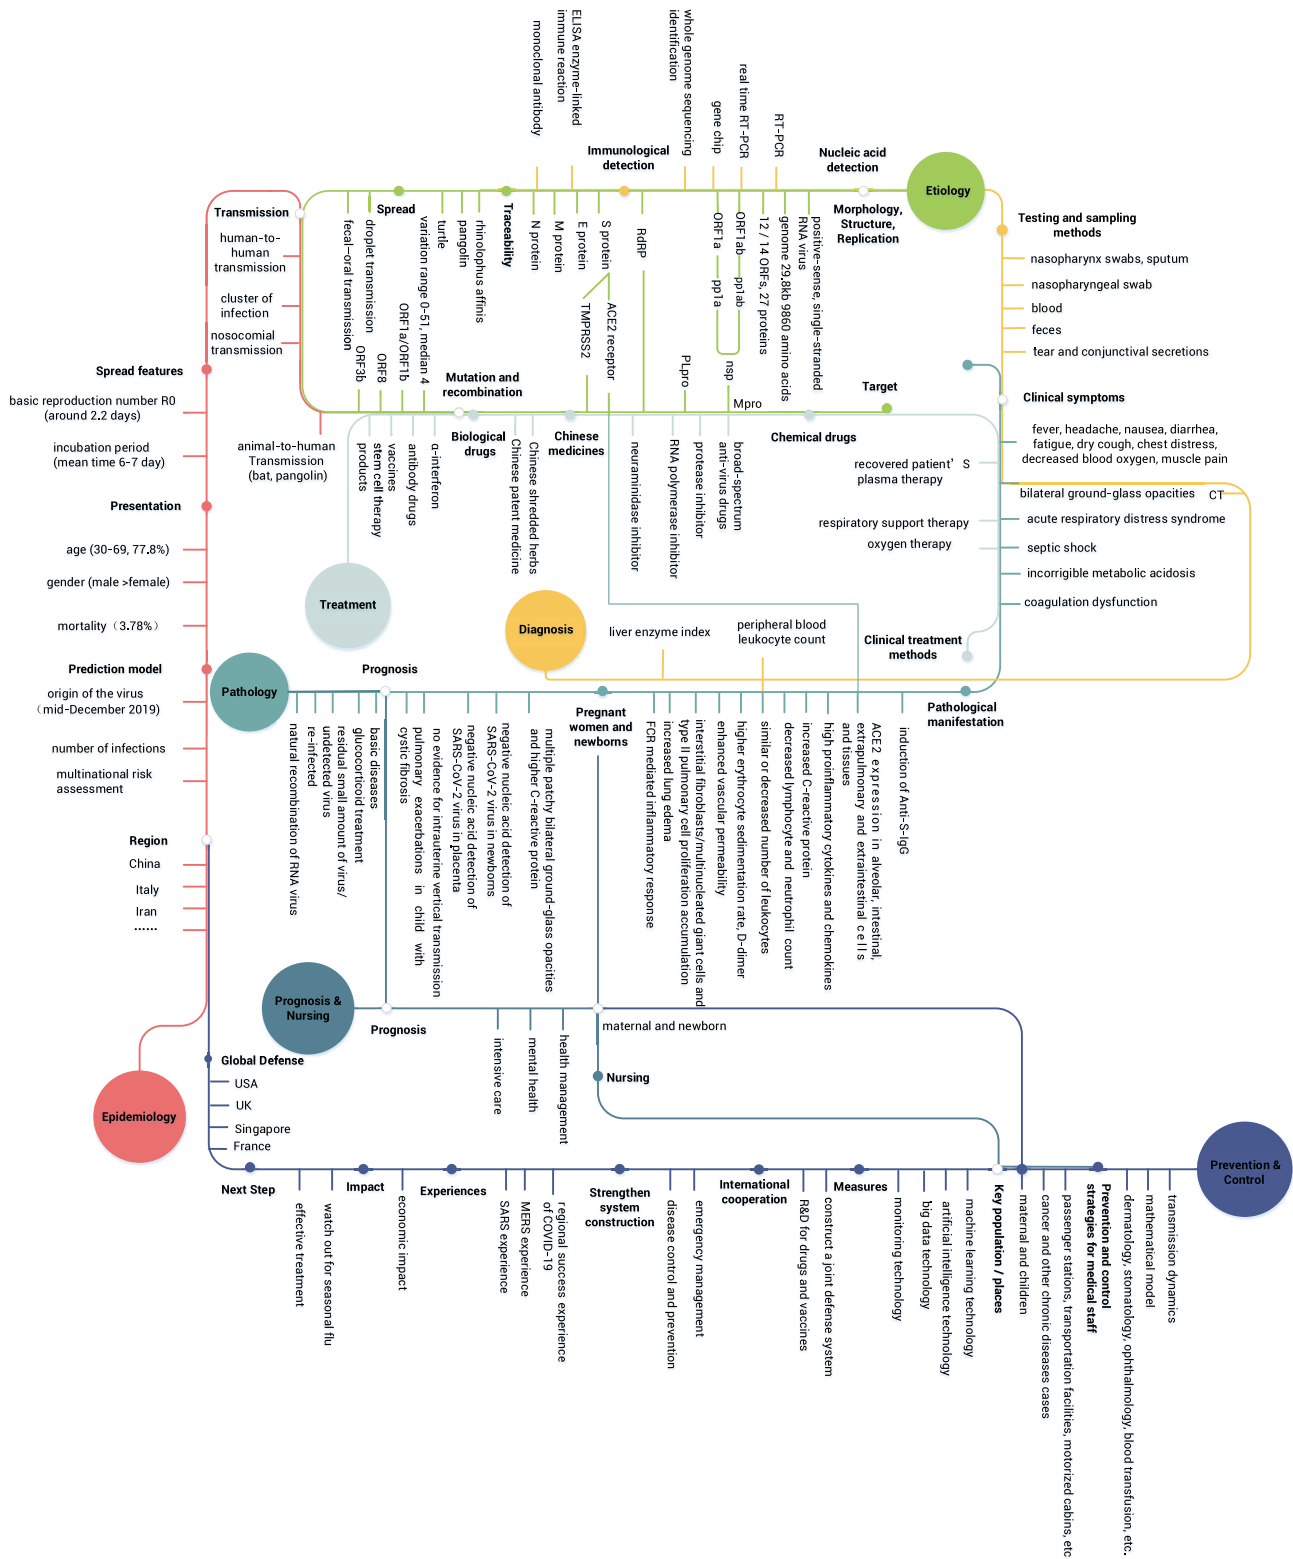 monoclonal antibody
ELISA enzyme-linked
immune reaction
whole genome sequencing
identification
gene chip
real time RT-PCR
RT-PCR
Immunological
detection
Nucleic acid
detection
Etiology
Transmission
human-to-
human
transmission
cluster of
infection
nosocomial
transmission
Spread
Traceability
Morphology,
Structure,
Replication
fecal-oral transmission
droplet transmission
variation range 0-51, median 4
turtle
pangolin
rhinolophus affinis
N protein
M protein
E protein
S protein
RdRP
ORF1a
ORF1ab
12 / 14 ORFs, 27 proteins
genome 29.8kb 9860 amino acids
positive-sense, single-stranded
RNA virus
pp1a
pp1ab
TMPRSS2
ACE2 receptor
ORF3b
ORF8
ORF1a/ORF1b
PLpro
nsp
Mpro
Mutation and
recombination
Target
Testing and sampling
methods
nasopharynx swabs, sputum
nasopharyngeal swab
blood
feces
tear and conjunctival secretions
Clinical symptoms
fever, headache, nausea, diarrhea,
fatigue, dry cough, chest distress,
decreased blood oxygen, muscle pain
bilateral ground-glass opacities
CT
acute respiratory distress syndrome
septic shock
incorrigible metabolic acidosis
coagulation dysfunction
Spread features
basic reproduction number R0
(around 2.2 days)
incubation period
(mean time 6-7 day)
animal-to-human
Transmission
(bat, pangolin)
Presentation
age (30-69, 77.8%)
gender (male >female)
mortality（3.78%）
Prediction model
origin of the virus
（mid-December 2019)
number of infections
multinational risk
assessment
Region
China
Italy
Iran
······
Biological
drugs
Chinese
medicines
Chemical drugs
stem cell therapy
products
vaccines
antibody drugs
α-interferon
Chinese patent medicine
Chinese shredded herbs
neuraminidase inhibitor
RNA polymerase inhibitor
protease inhibitor
broad-spectrum
anti-virus drugs
recovered patient’ S
plasma therapy
respiratory support therapy
oxygen therapy
Clinical treatment
methods
Treatment
Diagnosis
liver enzyme index
peripheral blood
leukocyte count
Pathology
Prognosis
Pregnant
women and
newborns
Pathological
manifestation
natural recombination of RNA virus
re-infected
residual small amount of virus/
undetected virus
glucocorticoid treatment
basic diseases
pulmonary exacerbations in child with
cystic fibrosis
no evidence for intrauterine vertical transmission
negative nucleic acid detection of
SARS-CoV-2 virus in placenta
negative nucleic acid detection of
SARS-CoV-2 virus in newborns
multiple patchy bilateral ground-glass opacities
and higher C-reactive protein
FCR mediated inflammatory response
increased lung edema
interstitial fibroblasts/multinucleated giant cells and
type II pulmonary cell proliferation accumulation
enhanced vascular permeability
higher erythrocyte sedimentation rate, D-dimer
similar or decreased number of leukocytes
decreased lymphocyte and neutrophil count
increased C-reactive protein
high proinflammatory cytokines and chemokines
ACE2 expression in alveolar, intestinal,
extrapulmonary and extraintestinal cells
and tissues
induction of Anti-S-IgG
Prognosis &
Nursing
Prognosis
intensive care
mental health
health management
maternal and newborn
Nursing
Epidemiology
Global Defense
USA
UK
Singapore
France
Prevention &
Control
Next Step
Impact
Experiences
Strengthen
system
construction
International
cooperation
Measures
Key population / places
Prevention and control
strategies for medical staff
effective treatment
watch out for seasonal flu
economic impact
SARS experience
MERS experience
regional success experience
of COVID-19
disease control and prevention
emergency management
R&D for drugs and vaccines
construct a joint defense system
monitoring technology
big data technology
artificial intelligence technology
machine learning technology
maternal and children
cancer and other chronic diseases cases
passenger stations, transportation facilities, motorized cabins, etc
dermatology, stomatology, ophthalmology, blood transfusion, etc.
mathematical model
transmission dynamics